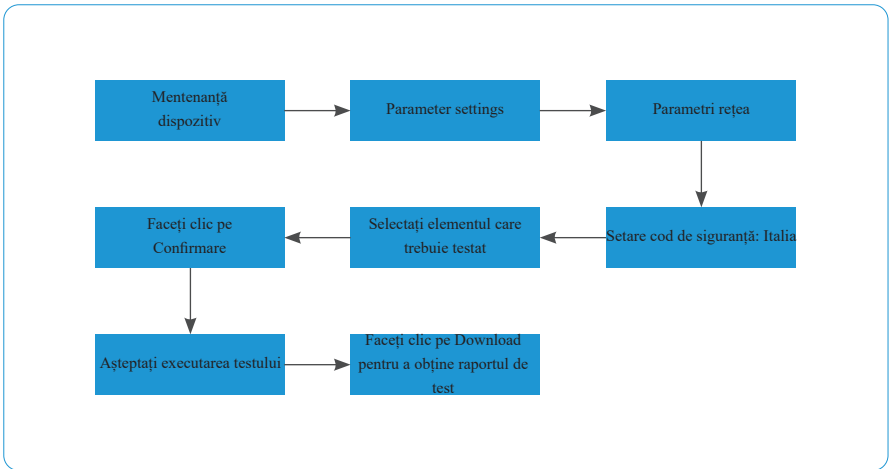 Mentenanță
dispozitiv
Parameter settings
Parametri rețea
Setare cod de siguranță: Italia
Selectați elementul care
trebuie testat
Faceți clic pe
Confirmare
Așteptați executarea testului
Faceți clic pe Download
pentru a obține raportul de
test